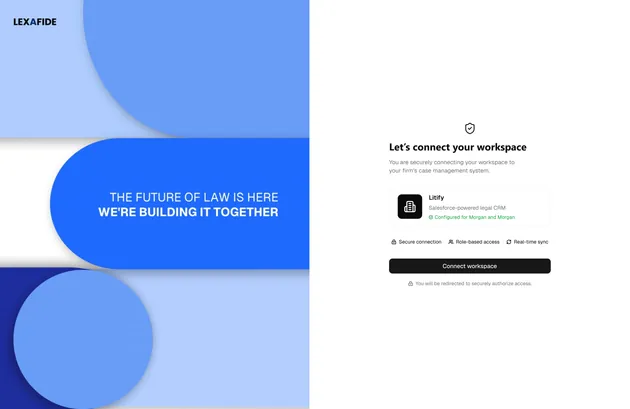 LEXAFIDE
THE FUTURE OF LAW IS HERE
WE'RE BUILDING IT TOGETHER
Let's connect your workspace
You are securely connecting your workspace to
your firm's case management system.
Litify
Salesforce-powered legal CRM
Configured for Morgan and Morgan
Secure connection Role-based access Real-time sync
Connect workspace
You will be redirected to securely authorize access.